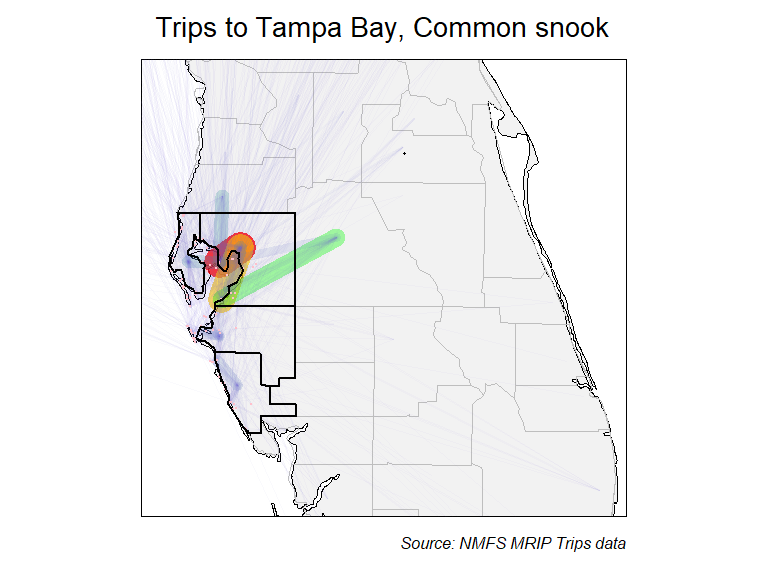 Trips to Tampa Bay, Common snook
Source: NMFS MRIP Trips data